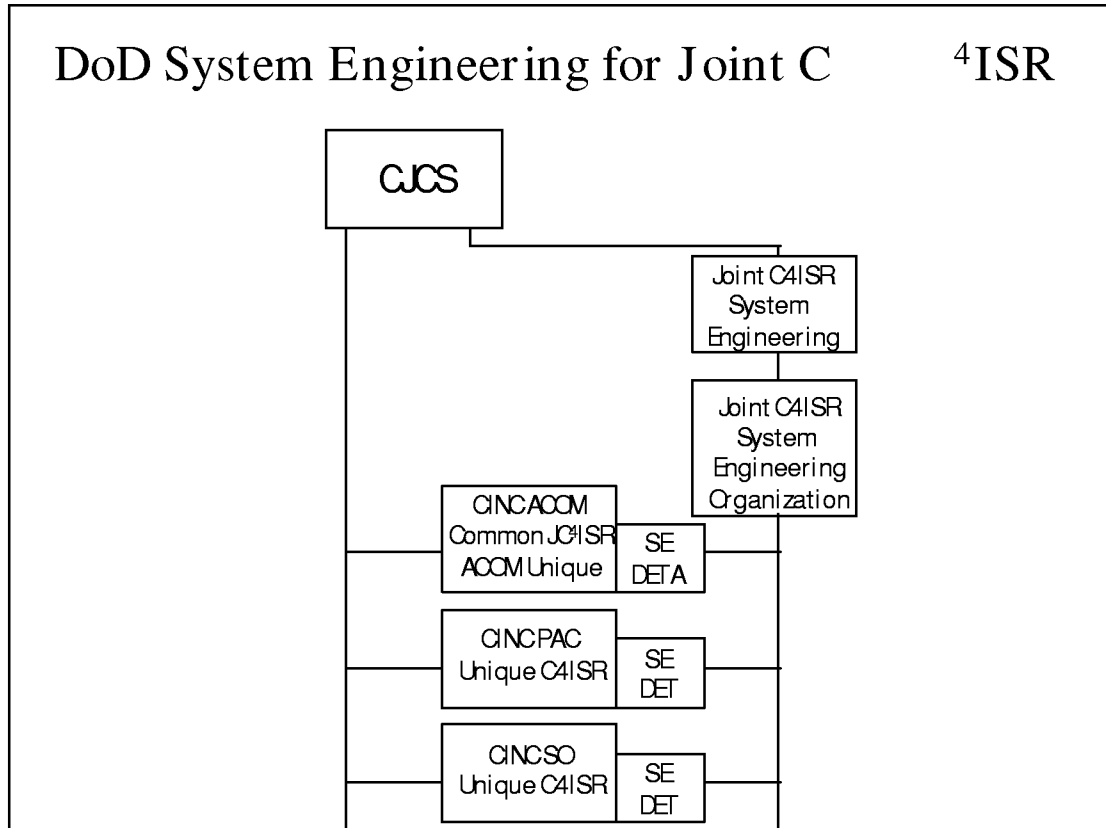 DoD System Engineering for Joint C 4ISR
CJCS
Joint C4ISR
System
Engineering
Joint C4ISR
System
Engineering
Organization
CINCACOM
Common JC4ISR
ACOM Unique
SE
DETA
CINCPAC
Unique C4ISR
SE
DET
CINCSO
Unique C4ISR
SE
DET